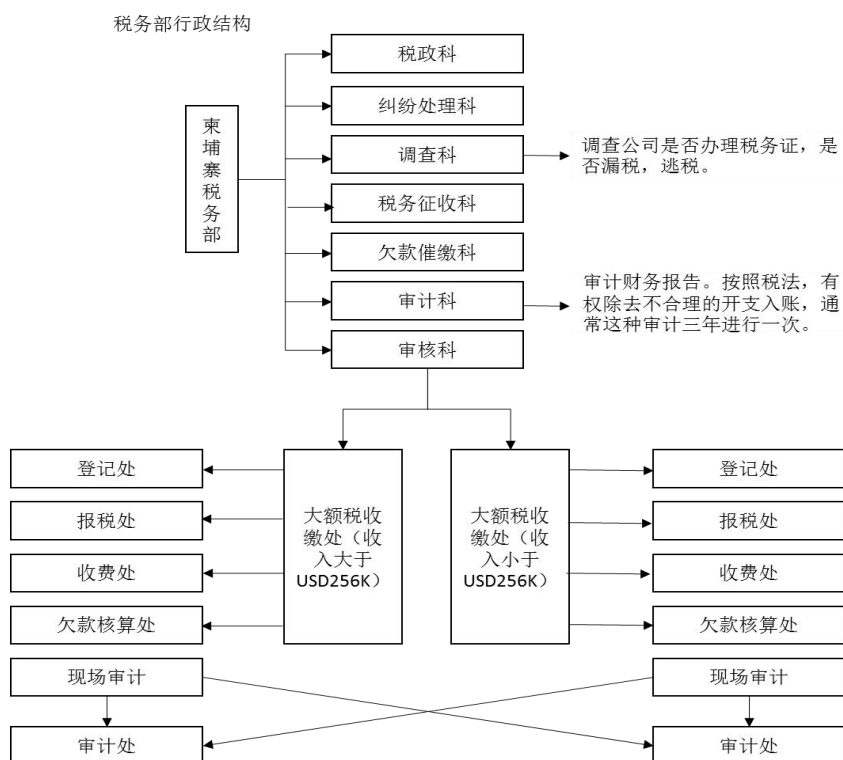 税务部行政结构
柬
埔
寨
税
务
部
税政科
纠纷处理科
调查科
调查公司是否办理税务证，是
否漏税，逃税。
税务征收科
欠款催缴科
审计科
审计财务报告。按照税法，有
权除去不合理的开支入账，通
常这种审计三年进行一次。
审核科
大额税收
缴处（收
入大于
USD256K）
登记处
报税处
收费处
欠款核算处
现场审计
审计处
大额税收
缴处（收
入小于
USD256K）
登记处
报税处
收费处
欠款核算处
现场审计
审计处